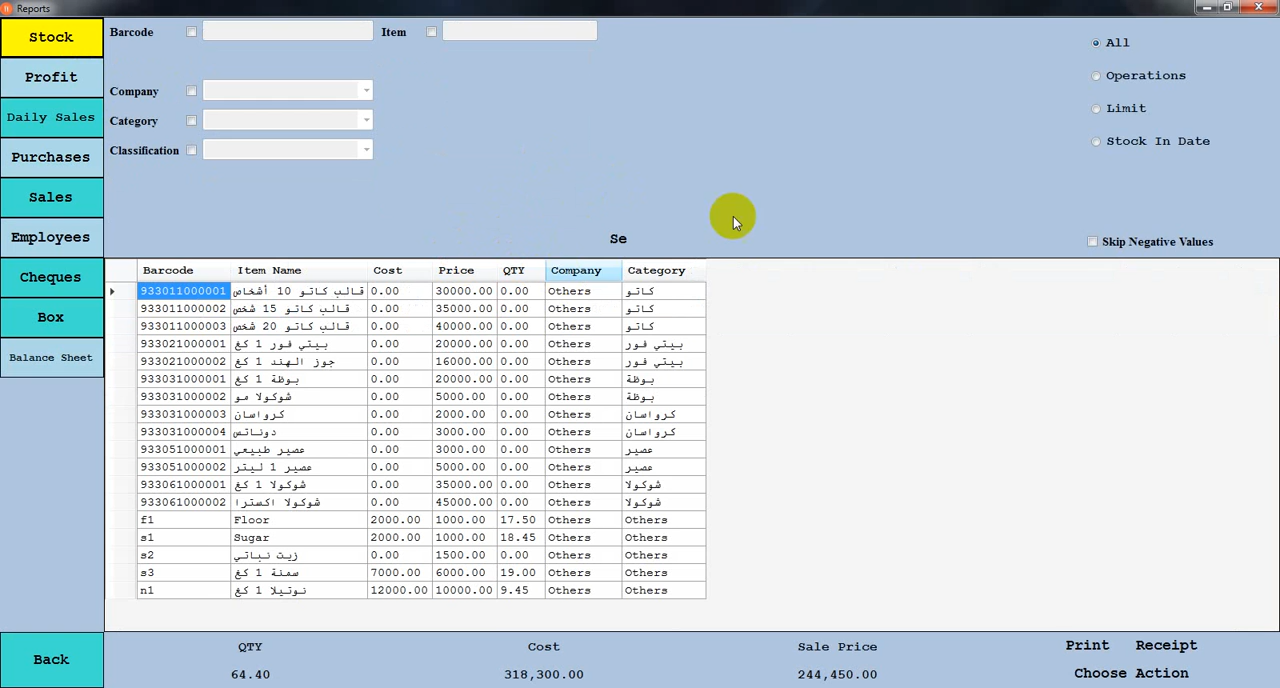 Reports
Stock
Profit
Daily Sales
Purchases
Sales
Employees
Cheques
Box
Balance Sheet
Back
Barcode Item
Company
Category
Classification
All
Operations
Limit
Stock In Date
Se
Skip Negative Values
Barcode Item Name Cost Price QTY Company Category
933011000001 قالب كاتو 10 أشخاص 0.00 30000.00 0.00 Others كاتو
933011000002 قالب كاتو 15 شخص 0.00 35000.00 0.00 Others كاتو
933011000003 قالب كاتو 20 شخص 0.00 40000.00 0.00 Others كاتو
933021000001 بيتي فور 1 كغ 0.00 20000.00 0.00 Others بيتي فور
933021000002 جوز الهند 1 كغ 0.00 16000.00 0.00 Others بيتي فور
933031000001 بوظة 1 كغ 0.00 20000.00 0.00 Others بوظة
933031000002 شوكولا مو 0.00 5000.00 0.00 Others بوظة
933031000003 كرواسان 0.00 2000.00 0.00 Others كرواسان
933031000004 دوناتس 0.00 3000.00 0.00 Others كرواسان
933051000001 عصير طبيعي 0.00 3000.00 0.00 Others عصير
933051000002 عصير 1 ليتر 0.00 5000.00 0.00 Others عصير
933061000001 شوكولا 1 كغ 0.00 35000.00 0.00 Others شوكولا
933061000002 شوكولا اكسترا 0.00 45000.00 0.00 Others شوكولا
f1 Floor 2000.00 1000.00 17.50 Others Others
s1 Sugar 2000.00 1000.00 18.45 Others Others
s2 زيت نباتي 0.00 1500.00 0.00 Others Others
s3 سمنة 1 كغ 7000.00 6000.00 19.00 Others Others
n1 نوتيلا 1 كغ 12000.00 10000.00 9.45 Others Others
QTY Cost Sale Price Print Receipt
64.40 318,300.00 244,450.00 Choose Action